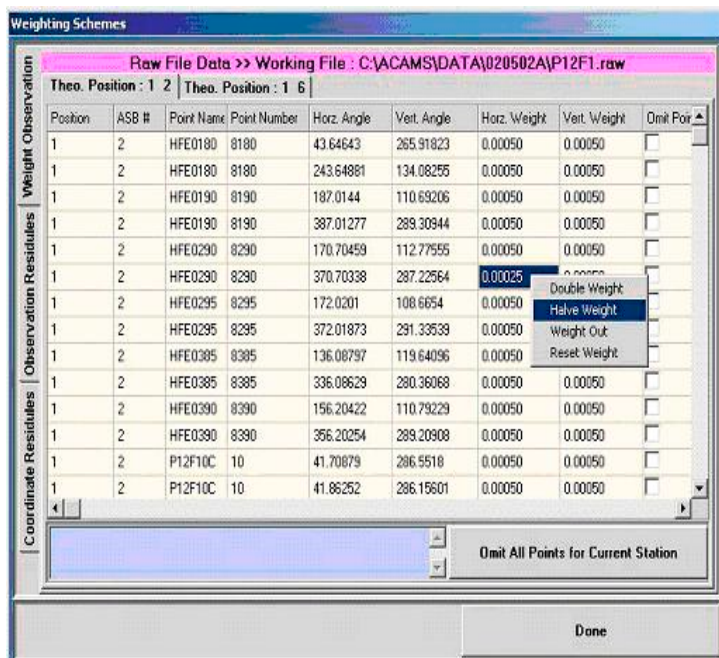 Weighting Schemes
Weight Observation
Observation Residules
Coordinate Residules
Raw File Data >> Working File : C:\ACAMS\DATA\020502A\P12F1.raw
Theo. Position : 1 2 Theo. Position : 1 6
Position ASB # Point Name Point Number Horz. Angle Vert. Angle Horz. Weight Vert. Weight Omit Poir
1 2 HFE0180 8180 43.64643 265.91823 0.00050 0.00050
1 2 HFE0180 8180 243.64881 134.08255 0.00050 0.00050
1 2 HFE0190 8190 187.0144 110.69206 0.00050 0.00050
1 2 HFE0190 8190 387.01277 289.30944 0.00050 0.00050
1 2 HFE0290 8290 170.70459 112.77555 0.00050 0.00050
1 2 HFE0290 8290 370.70338 287.22564 0.00025
1 2 HFE0295 8295 172.0201 108.6654 0.00050
1 2 HFE0295 8295 372.01873 291.33539 0.00050
1 2 HFE0385 8385 136.08797 119.64096 0.00050
1 2 HFE0385 8385 336.08629 280.36068 0.00050 0.00050
1 2 HFE0390 8390 156.20422 110.79229 0.00050 0.00050
1 2 HFE0390 8390 356.20254 289.20908 0.00050 0.00050
1 2 P12F10C 10 41.70879 286.5518 0.00050 0.00050
1 2 P12F10C 10 41.86252 286.15601 0.00050 0.00050
Double Weight
Halve Weight
Weight Out
Reset Weight
Omit All Points for Current Station
Done